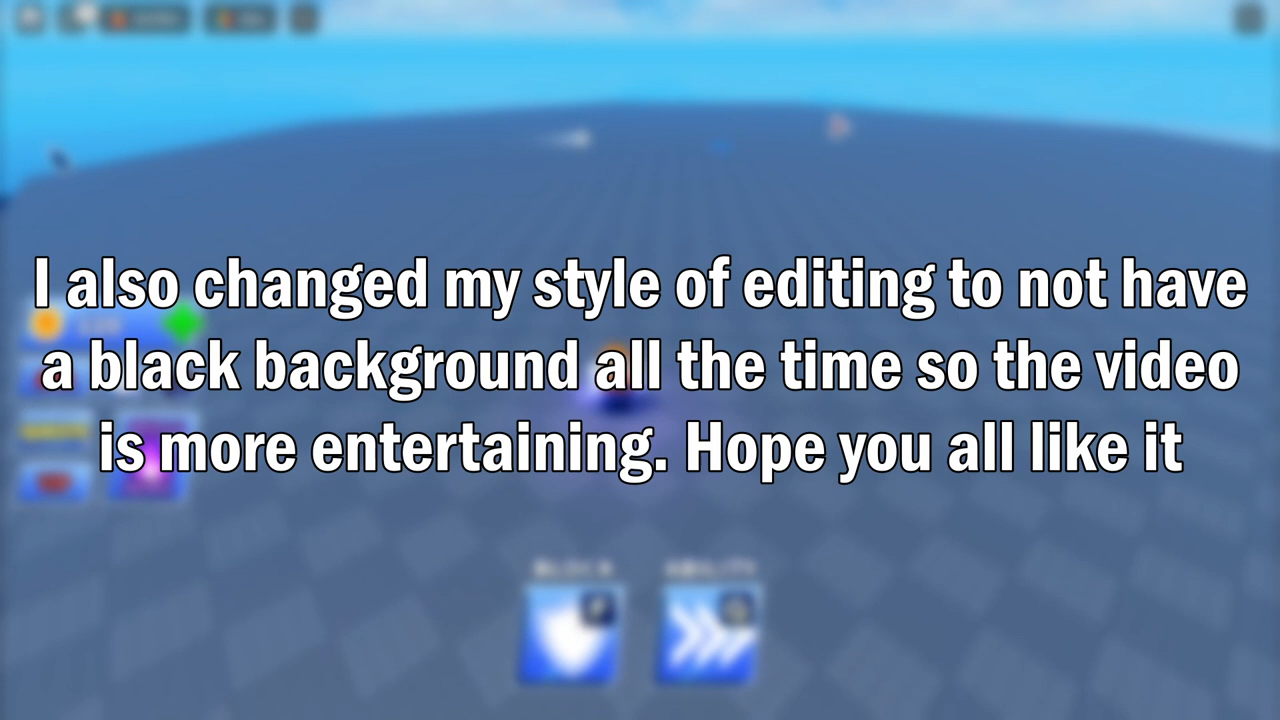 I also changed my style of editing to not have
a black background all the time so the video
is more entertaining. Hope you all like it